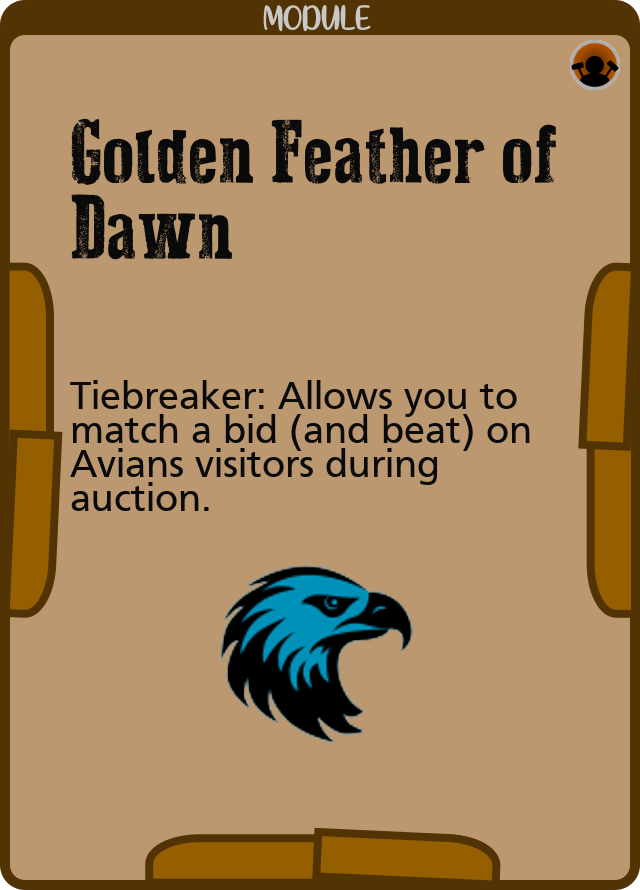 MODULE
Golden Feather of
Dawn
Tiebreaker: Allows you to
match a bid (and beat) on
Avians visitors during
auction.